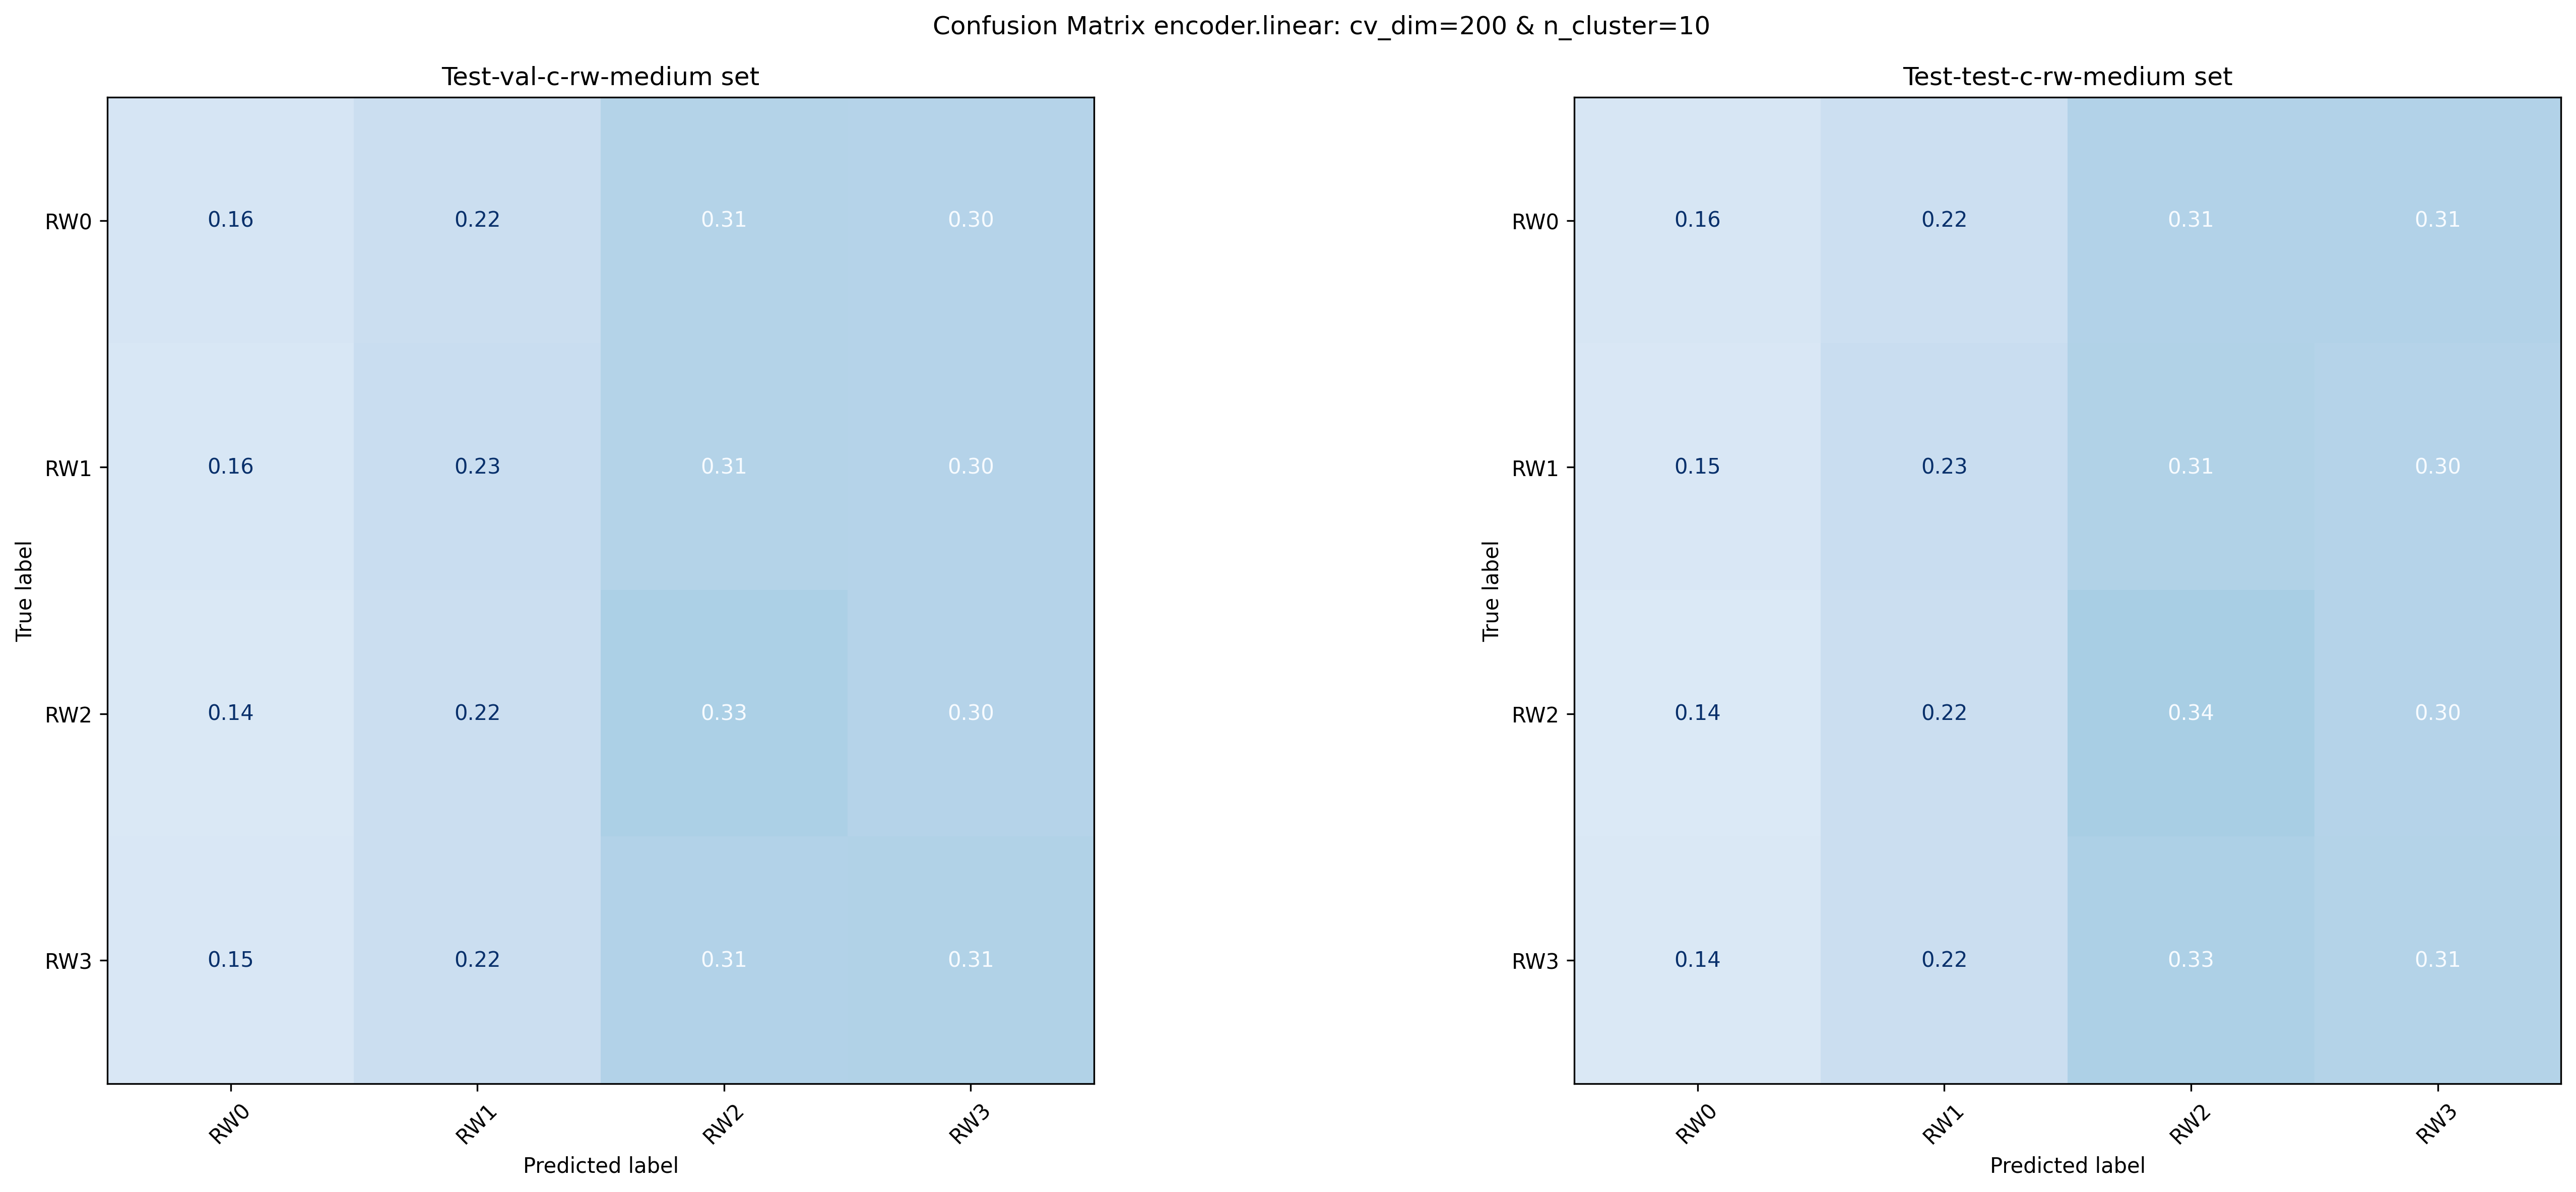 Confusion Matrix encoder.linear: cv_dim=200 & n_cluster=10
Test-val-c-rw-medium set
True label
RW0 0.16 0.22 0.31 0.30
RW1 0.16 0.23 0.31 0.30
RW2 0.14 0.22 0.33 0.30
RW3 0.15 0.22 0.31 0.31
RW0 RW1 RW2 RW3
Predicted label
Test-test-c-rw-medium set
True label
RW0 0.16 0.22 0.31 0.31
RW1 0.15 0.23 0.31 0.30
RW2 0.14 0.22 0.34 0.30
RW3 0.14 0.22 0.33 0.31
RW0 RW1 RW2 RW3
Predicted label